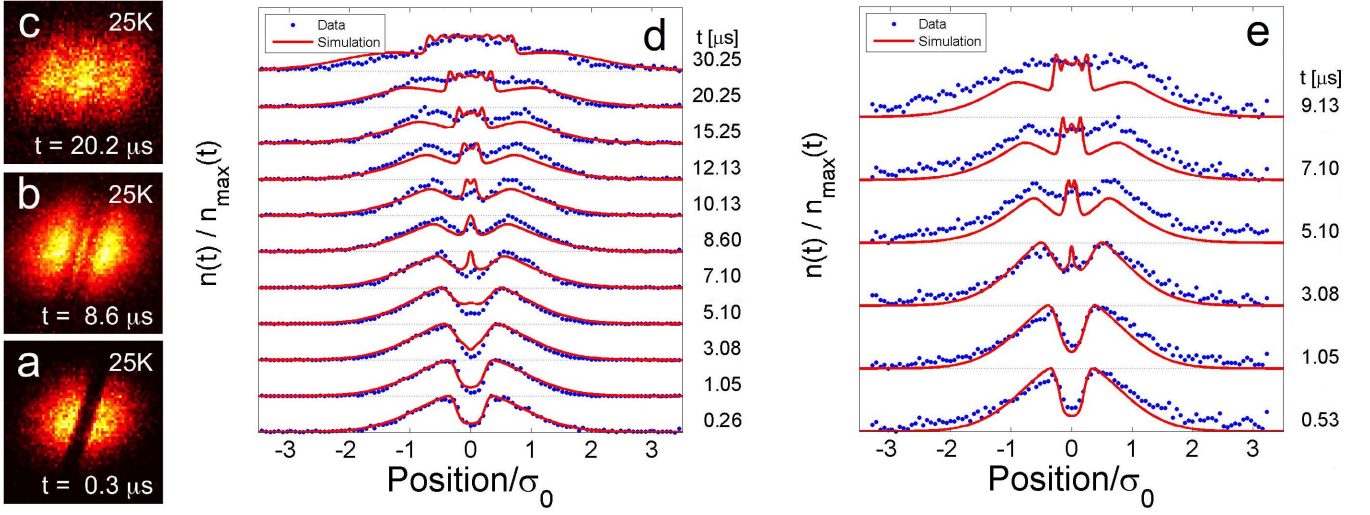 c
25K
t = 20.2 μs
b
25K
t = 8.6 μs
a
25K
t = 0.3 μs
d
Data
Simulation
t [μs]
30.25
20.25
15.25
12.13
10.13
8.60
7.10
5.10
3.08
1.05
0.26
n(t) / nmax(t)
-3 -2 -1 0 1 2 3
Position/σ0
e
Data
Simulation
t [μs]
9.13
7.10
5.10
3.08
1.05
0.53
n(t) / nmax(t)
-3 -2 -1 0 1 2 3
Position/σ0